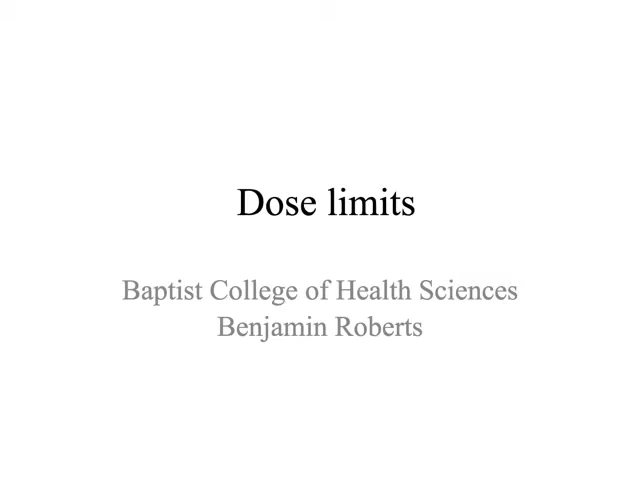 Dose limits
Baptist College of Health Sciences
Benjamin Roberts